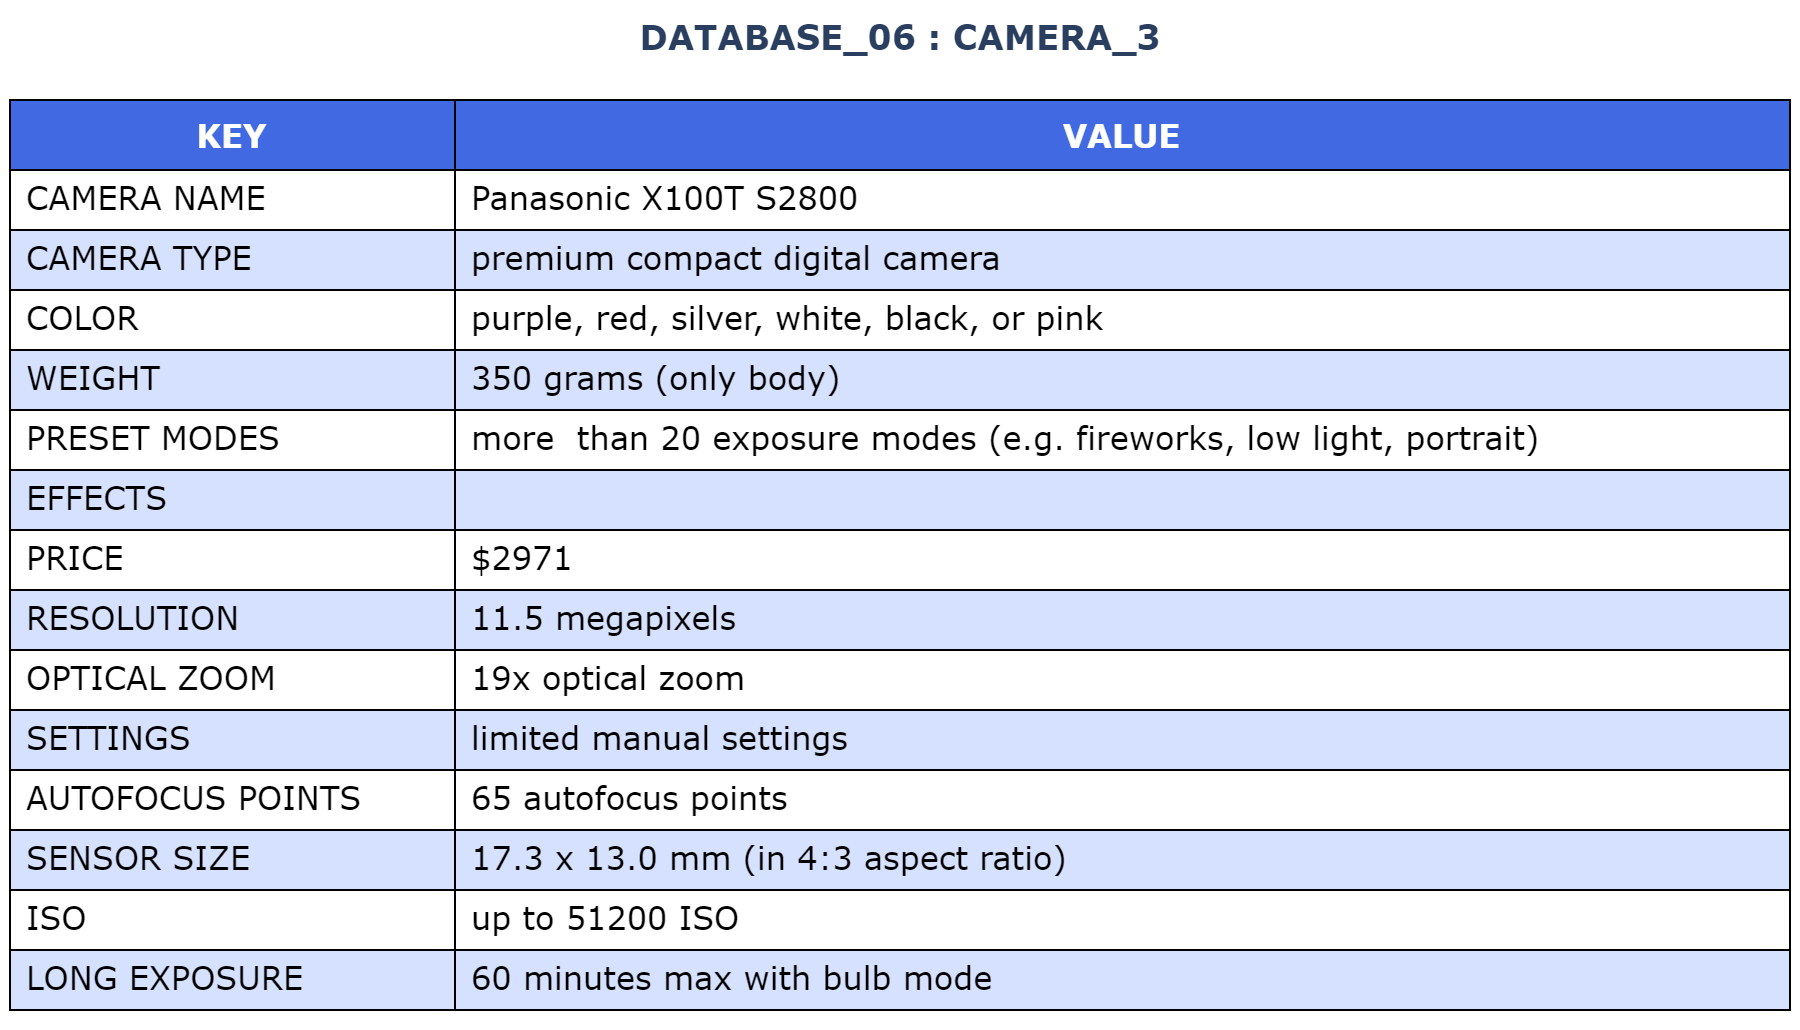 DATABASE_06 : CAMERA_3
KEY VALUE
CAMERA NAME Panasonic X100T S2800
CAMERA TYPE premium compact digital camera
COLOR purple, red, silver, white, black, or pink
WEIGHT 350 grams (only body)
PRESET MODES more  than 20 exposure modes (e.g. fireworks, low light, portrait)
EFFECTS
PRICE $2971
RESOLUTION 11.5 megapixels
OPTICAL ZOOM 19x optical zoom
SETTINGS limited manual settings
AUTOFOCUS POINTS 65 autofocus points
SENSOR SIZE 17.3 x 13.0 mm (in 4:3 aspect ratio)
ISO up to 51200 ISO
LONG EXPOSURE 60 minutes max with bulb mode